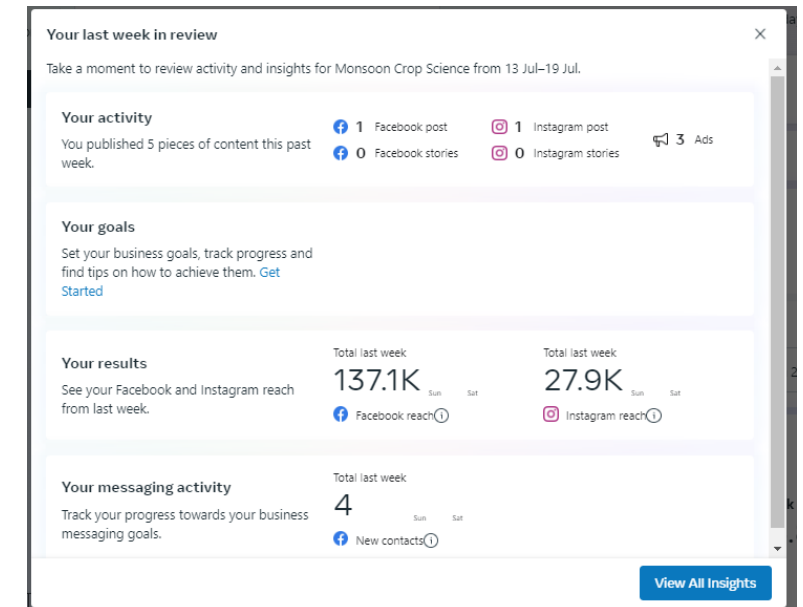 Your last week in review
Take a moment to review activity and insights for Monsoon Crop Science from 13 Jul–19 Jul.
Your activity
You published 5 pieces of content this past
week.
1 Facebook post
0 Facebook stories
1 Instagram post
0 Instagram stories
3 Ads
Your goals
Set your business goals, track progress and
find tips on how to achieve them. Get
Started
Your results
See your Facebook and Instagram reach
from last week.
Total last week
137.1K
Sun Sat
Facebook reach
Total last week
27.9K
Sun Sat
Instagram reach
Your messaging activity
Track your progress towards your business
messaging goals.
Total last week
4
Sun Sat
New contacts
View All Insights